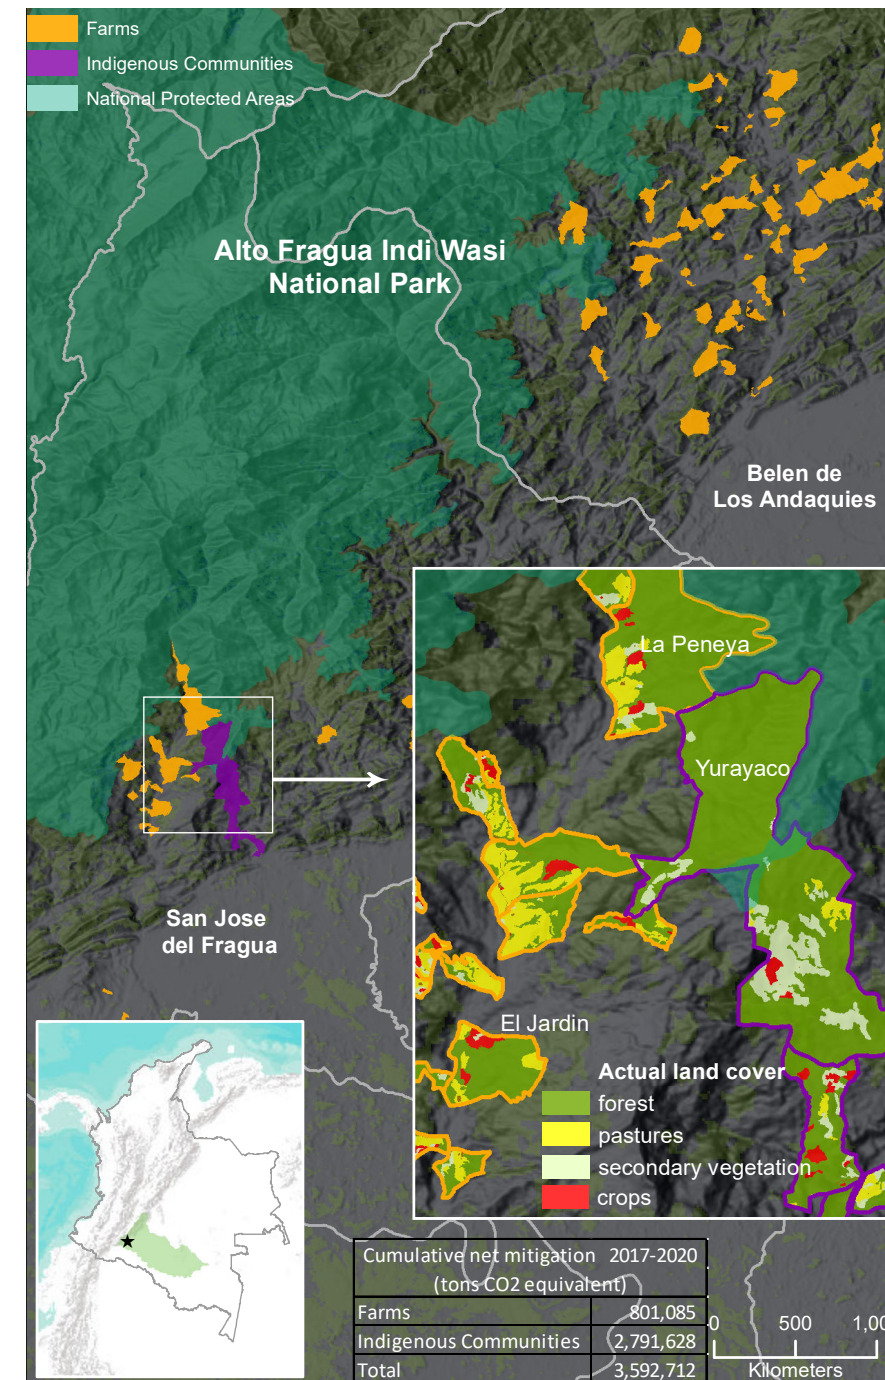 Farms
Indigenous Communities
National Protected Areas
Alto Fragua Indi Wasi
National Park
Belen de
Los Andaquies
La Peneya
Yurayaco
San Jose
del Fragua
El Jardin
Actual land cover
forest
pastures
secondary vegetation
crops
Cumulative net mitigation 2017-2020
(tons CO2 equivalent)
Farms 801,085
Indigenous Communities 2,791,628
Total 3,592,712
0 500 1,00
Kilometers